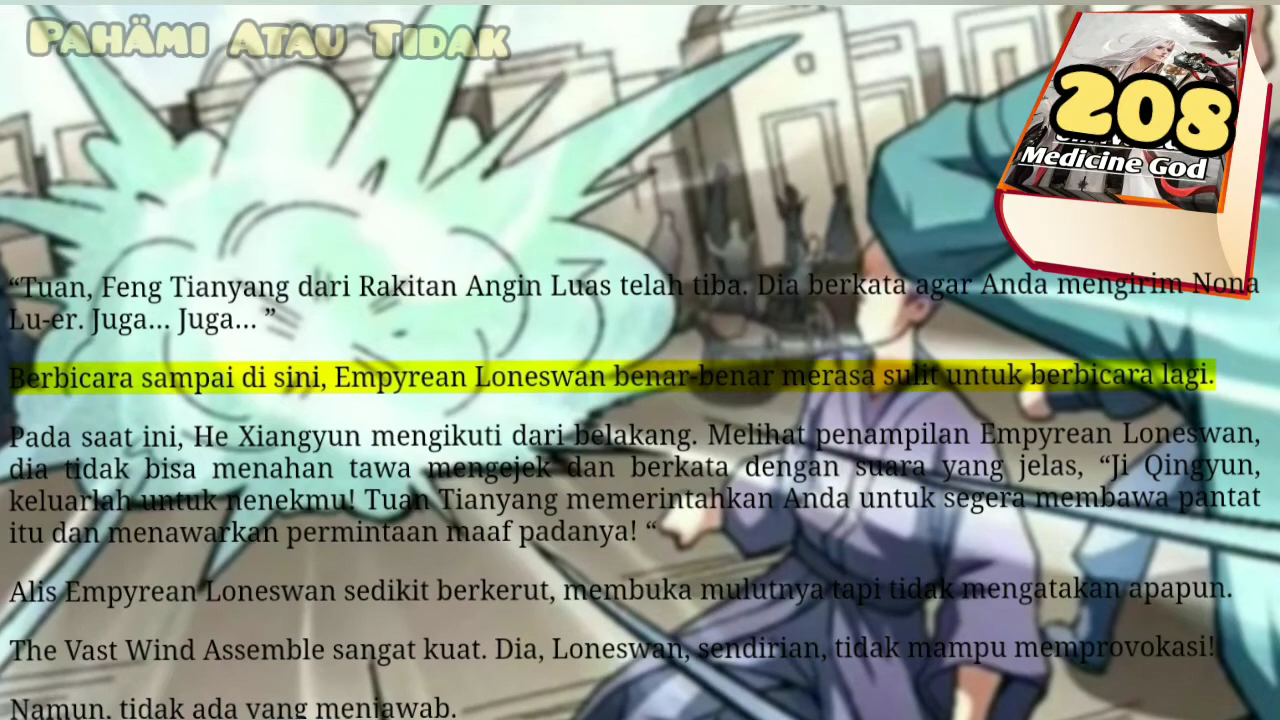 PAHÄMI ATAU TIDAK
208
Medicine God
“Tuan, Feng Tianyang dari Rakitan Angin Luas telah tiba. Dia berkata agar Anda mengirim Nona
Lu-er. Juga... Juga... ”
Berbicara sampai di sini, Empyrean Loneswan benar-benar merasa sulit untuk berbicara lagi.
Pada saat ini, He Xiangyun mengikuti dari belakang. Melihat penampilan Empyrean Loneswan,
dia tidak bisa menahan tawa mengejek dan berkata dengan suara yang jelas, “Ji Qingyun,
keluarlah untuk nenekmu! Tuan Tianyang memerintahkan Anda untuk segera membawa pantat
itu dan menawarkan permintaan maaf padanya! “
Alis Empyrean Loneswan sedikit berkerut, membuka mulutnya tapi tidak mengatakan apapun.
The Vast Wind Assemble sangat kuat. Dia, Loneswan, sendirian, tidak mampu memprovokasi!
Namun, tidak ada yang menjawab.